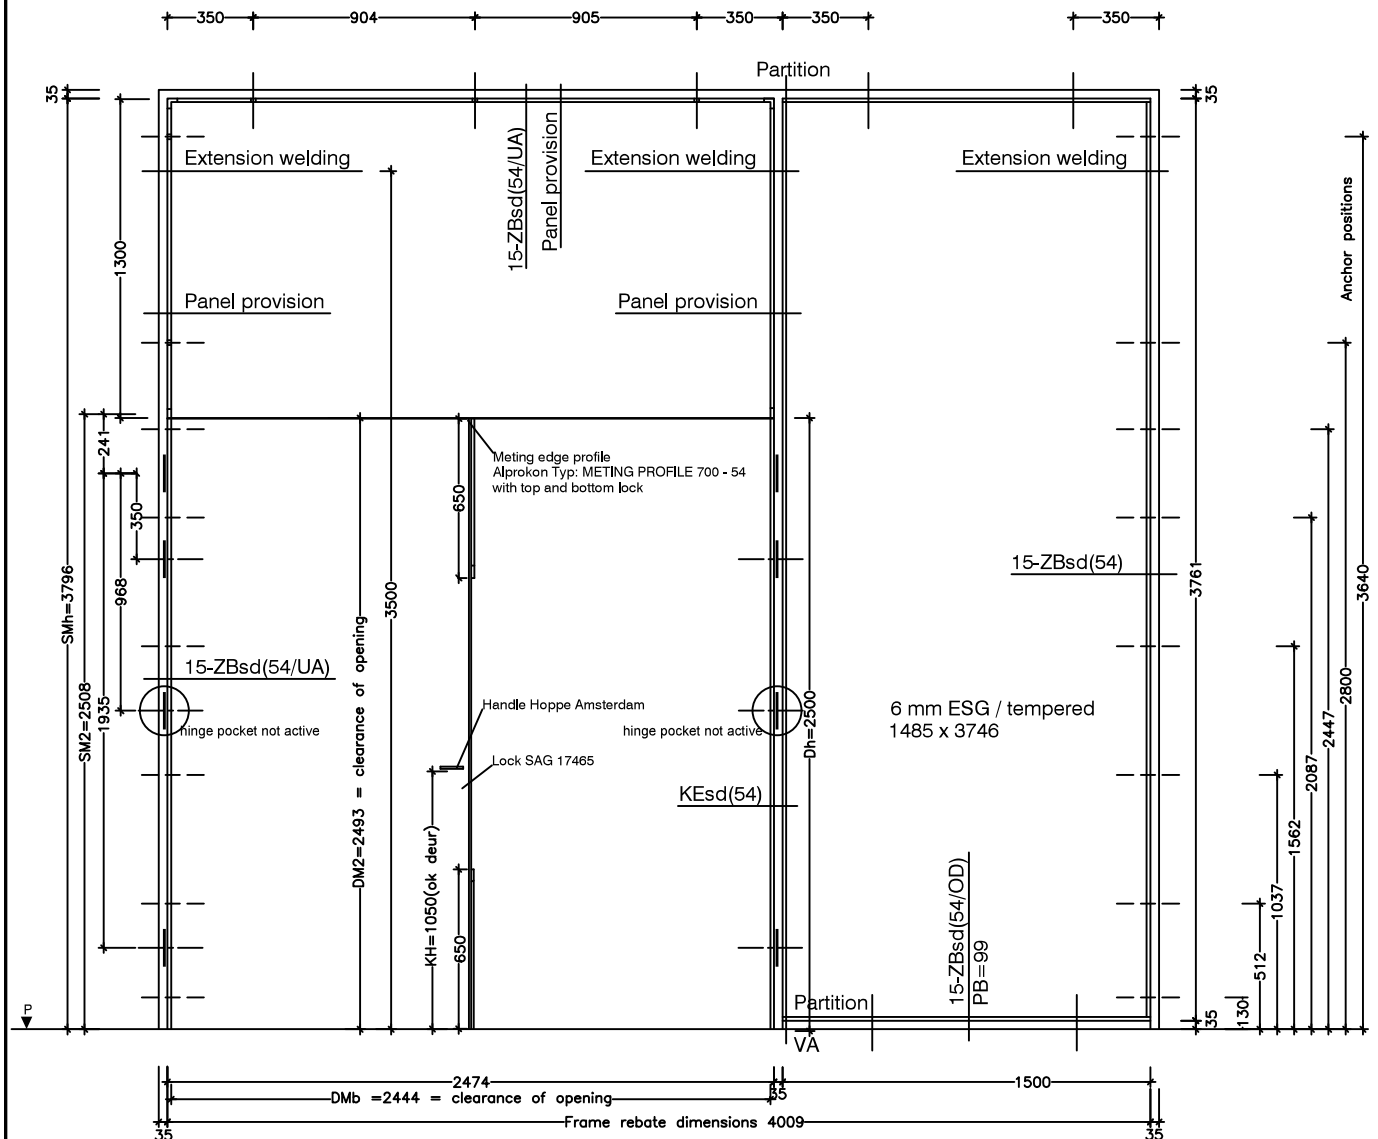 350
904
905
350
350
350
Partition
35
35
Extension welding
15-ZBsd(54/UA)
Panel provision
Extension welding
Extension welding
Anchor positions
1300
Panel provision
Panel provision
241
Meting edge profile
Alprokon Typ: METING PROFILE 700 - 54
with top and bottom lock
650
350
SMh=3796
968
3500
15-ZBsd(54)
3761
3640
DM2=2493 = clearance of opening
15-ZBsd(54/UA)
SM2=2508
1935
hinge pocket not active
Handle Hoppe Amsterdam
hinge pocket not active
Dh=2500
6 mm ESG / tempered
1485 x 3746
2800
2447
2087
1562
1037
512
130
Lock SAG 17465
KEsd(54)
KH=1050(ok deur)
650
15-ZBsd(54/OD)
PB=99
Partition
35
P
VA
2474
35
1500
DMb =2444 = clearance of opening
Frame rebate dimensions 4009
35
35